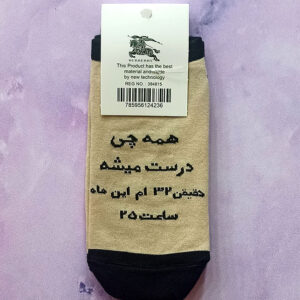 BURBERRY
This Product has the best
material and
by new technology
REG NO. 384815
785956124236
همه چی
درست میشه
دقیقن ۳۲ ام این ماه
ساعت ۲۵